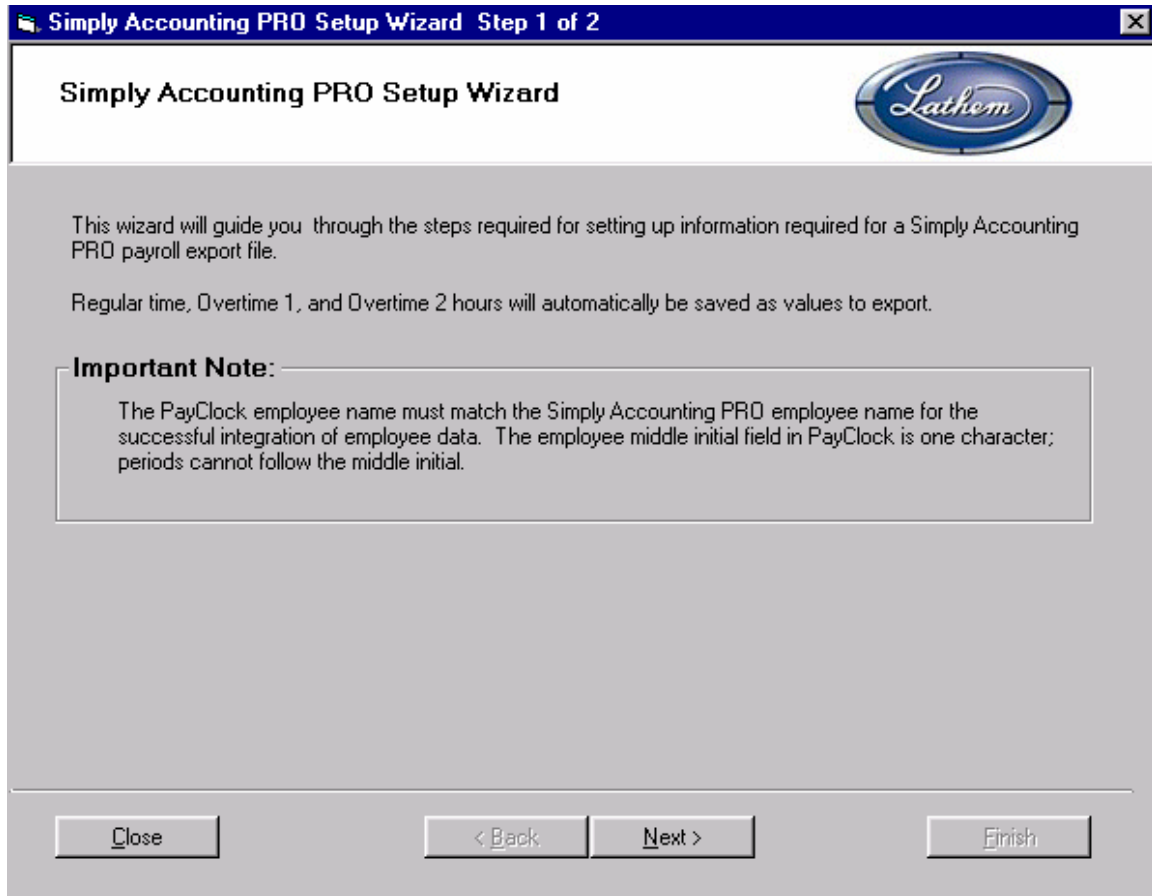 Simply Accounting PRO Setup Wizard  Step 1 of 2
Simply Accounting PRO Setup Wizard
Lathem
This wizard will guide you  through the steps required for setting up information required for a Simply Accounting
PRO payroll export file.
Regular time, Overtime 1, and Overtime 2 hours will automatically be saved as values to export.
Important Note:
The PayClock employee name must match the Simply Accounting PRO employee name for the
successful integration of employee data.  The employee middle initial field in PayClock is one character;
periods cannot follow the middle initial.
Close
< Back
Next >
Finish